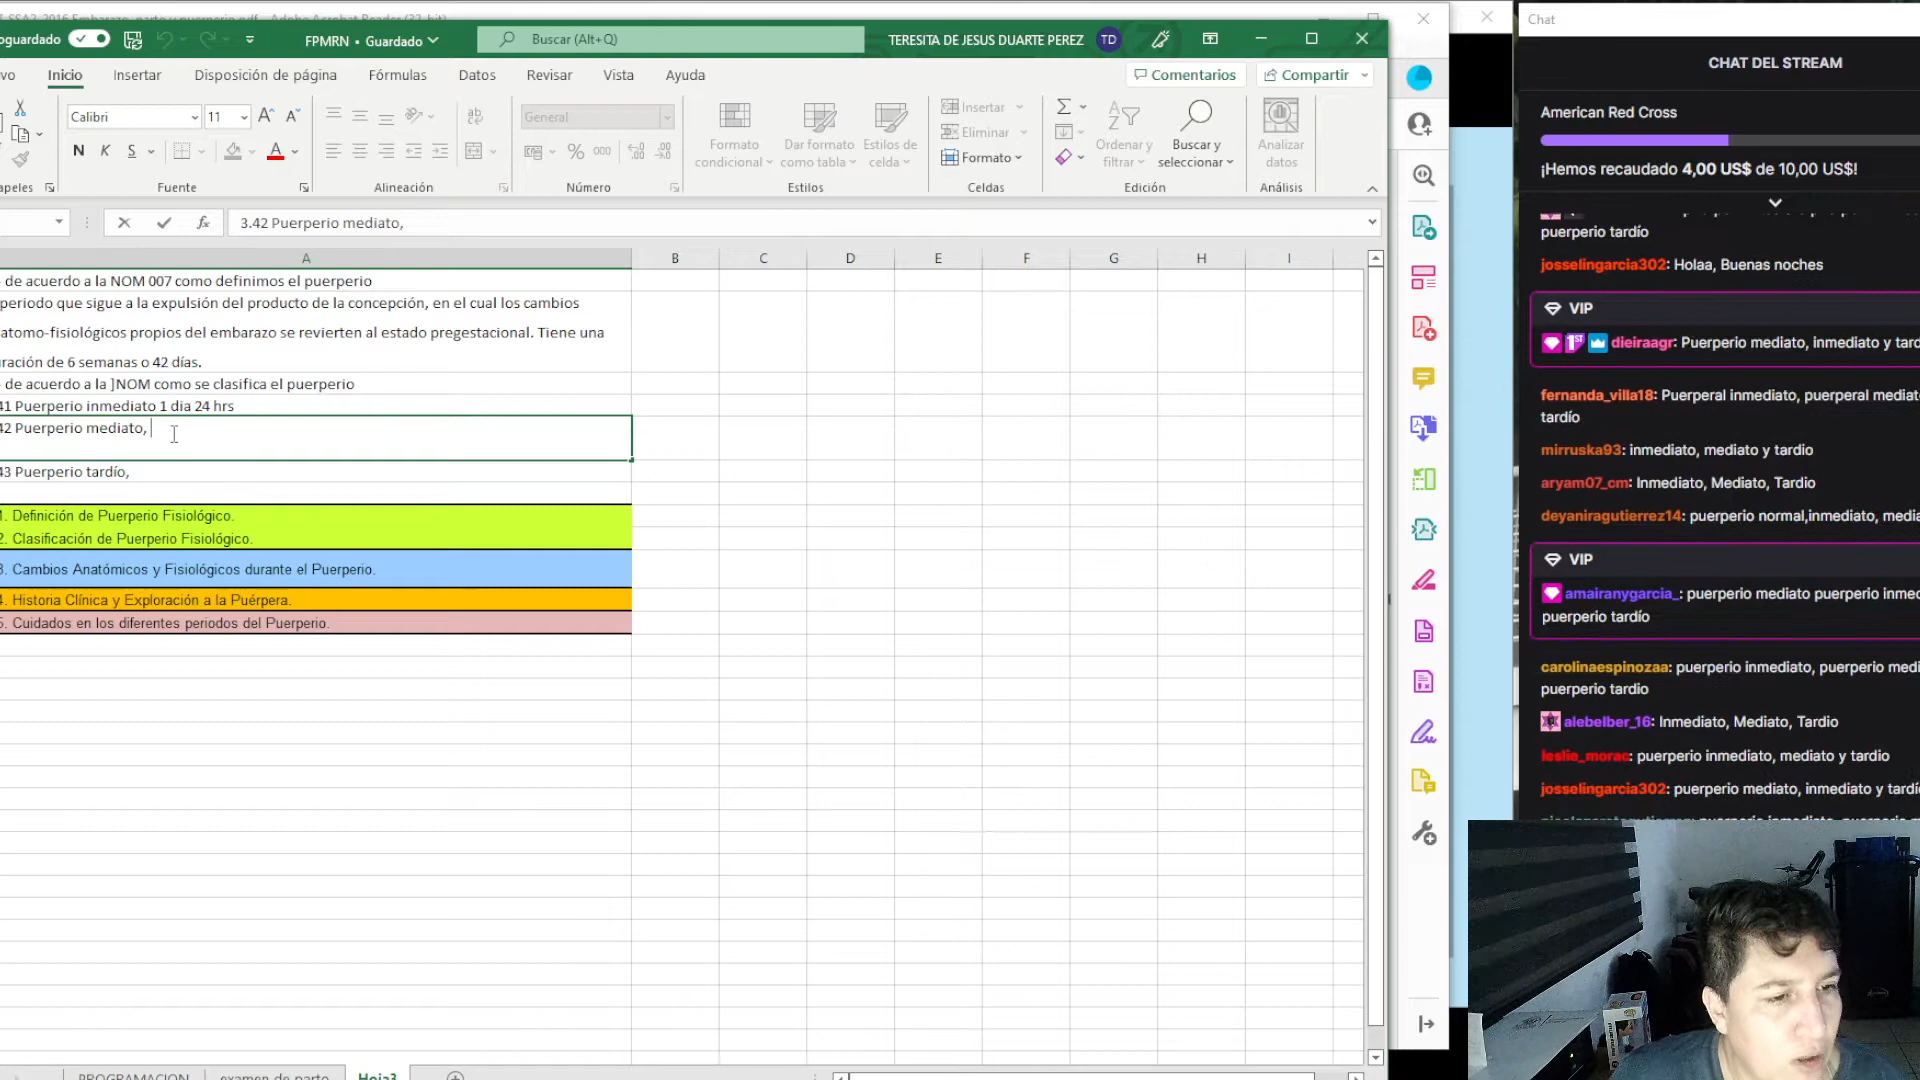 oguardado
FPMRN • Guardado
Buscar (Alt+Q)
TERESITA DE JESUS DUARTE PEREZ
TD
vo
Inicio
Insertar
Disposición de página
Fórmulas
Datos
Revisar
Vista
Ayuda
Comentarios
Compartir
Calibri
11
General
Insertar
Eliminar
Formato
N K S
Formato condicional
Dar formato como tabla
Estilos de celda
Ordenar y filtrar
Buscar y seleccionar
Analizar datos
apeles
Fuente
Alineación
Número
Estilos
Celdas
Edición
Análisis
3.42 Puerperio mediato,
A B C D E F G H I
- de acuerdo a la NOM 007 como definimos el puerperio
periodo que sigue a la expulsión del producto de la concepción, en el cual los cambios
atomo-fisiológicos propios del embarazo se revierten al estado pregestacional. Tiene una
uración de 6 semanas o 42 días.
- de acuerdo a la ]NOM como se clasifica el puerperio
41 Puerperio inmediato 1 dia 24 hrs
42 Puerperio mediato,
43 Puerperio tardío,
1. Definición de Puerperio Fisiológico.
2. Clasificación de Puerperio Fisiológico.
3. Cambios Anatómicos y Fisiológicos durante el Puerperio.
4. Historia Clínica y Exploración a la Puérpera.
5. Cuidados en los diferentes periodos del Puerperio.
PROGRAMACION
examen de parto
Hoja3
Chat
CHAT DEL STREAM
American Red Cross
¡Hemos recaudado 4,00 US$ de 10,00 US$!
puerperio tardío
josselingarcia302: Holaa, Buenas noches
VIP
1ST dieiraagr: Puerperio mediato, inmediato y tard
fernanda_villa18: Puerperal inmediato, puerperal mediat
tartío
mirruska93: inmediato, mediato y tardio
aryam07_cm: Inmediato, Mediato, Tardio
deyaniragutierrez14: puerperio normal,inmediato, media
VIP
amairanygarcia_: puerperio mediato puerperio inme
puerperio tardío
carolinaespinozaa: puerperio inmediato, puerperio medi
puerperio tardio
alebelber_16: Inmediato, Mediato, Tardio
leslie_morac: puerperio inmediato, mediato y tardio
josselingarcia302: puerperio mediato, inmediato y tardí